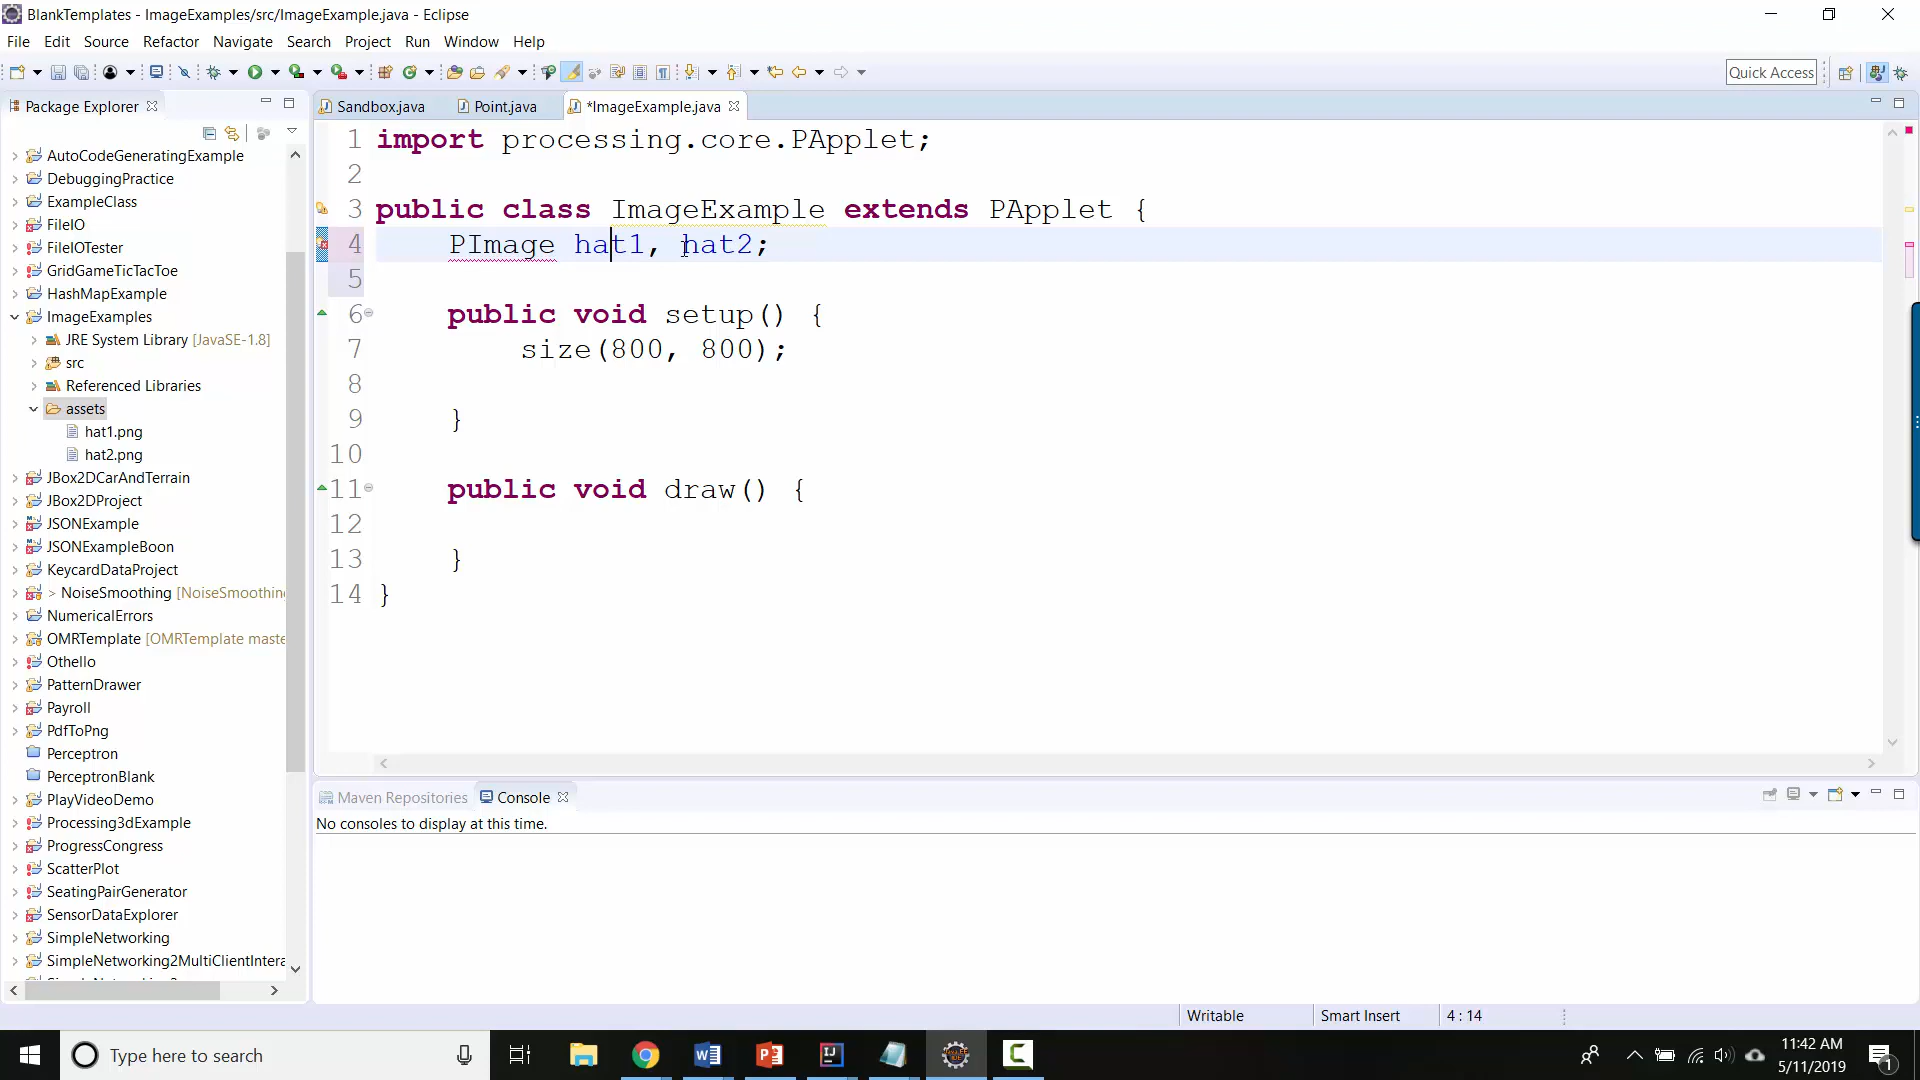 BlankTemplates - ImageExamples/src/ImageExample.java - Eclipse
File Edit Source Refactor Navigate Search Project Run Window Help
Quick Access
Package Explorer
Sandbox.java Point.java *ImageExample.java
AutoCodeGeneratingExample
DebuggingPractice
ExampleClass
FileIO
FileIOTester
GridGameTicTacToe
HashMapExample
ImageExamples
JRE System Library [JavaSE-1.8]
src
Referenced Libraries
assets
hat1.png
hat2.png
JBox2DCarAndTerrain
JBox2DProject
JSONExample
JSONExampleBoon
KeycardDataProject
> NoiseSmoothing [NoiseSmoothing
NumericalErrors
OMRTemplate [OMRTemplate maste
Othello
PatternDrawer
Payroll
PdfToPng
Perceptron
PerceptronBlank
PlayVideoDemo
Processing3dExample
ProgressCongress
ScatterPlot
SeatingPairGenerator
SensorDataExplorer
SimpleNetworking
SimpleNetworking2MultiClientIntera
1 import processing.core.PApplet;
2
3 public class ImageExample extends PApplet {
4 PImage hat1, hat2;
5
6 public void setup() {
7 size(800, 800);
8
9 }
10
11 public void draw() {
12
13 }
14 }
Maven Repositories Console
No consoles to display at this time.
Writable Smart Insert 4 : 14
Type here to search
11:42 AM
5/11/2019
1